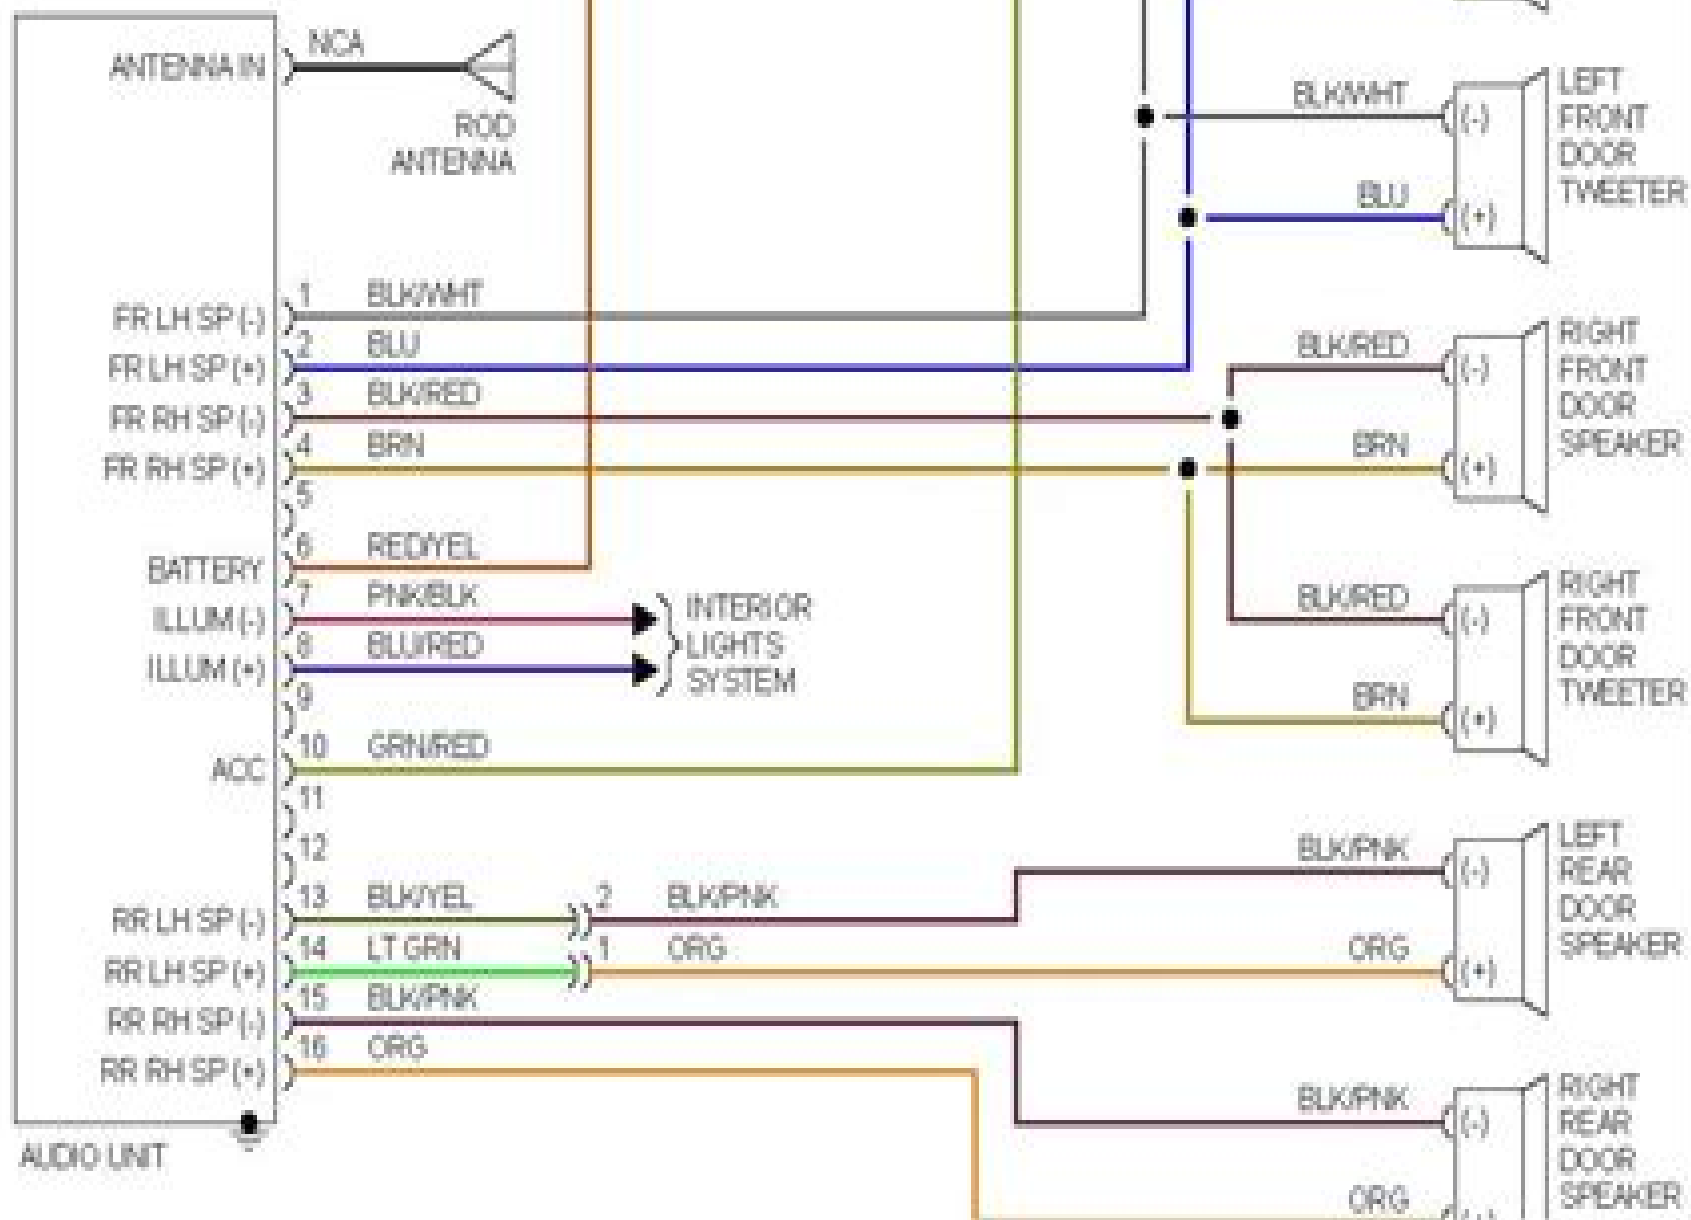 ANTENNA IN
NCA
ROD
ANTENNA
BLK/WHT
(-)
BLU
(+)
LEFT
FRONT
DOOR
TWEETER
FR LH SP (-)
1
BLK/WHT
FR LH SP (+)
2
BLU
FR RH SP (-)
3
BLK/RED
FR RH SP (+)
4
BRN
5
BATTERY
6
RED/YEL
ILLUM (-)
7
PNK/BLK
ILLUM (+)
8
BLU/RED
INTERIOR
LIGHTS
SYSTEM
9
ACC
10
GRN/RED
11
12
RR LH SP (-)
13
BLK/YEL
2
BLK/PNK
RR LH SP (+)
14
LT GRN
1
ORG
RR RH SP (-)
15
BLK/PNK
RR RH SP (+)
16
ORG
AUDIO UNIT
BLK/RED
(-)
BRN
(+)
RIGHT
FRONT
DOOR
SPEAKER
BLK/RED
(-)
BRN
(+)
RIGHT
FRONT
DOOR
TWEETER
BLK/PNK
(-)
ORG
(+)
LEFT
REAR
DOOR
SPEAKER
BLK/PNK
(-)
ORG
RIGHT
REAR
DOOR
SPEAKER